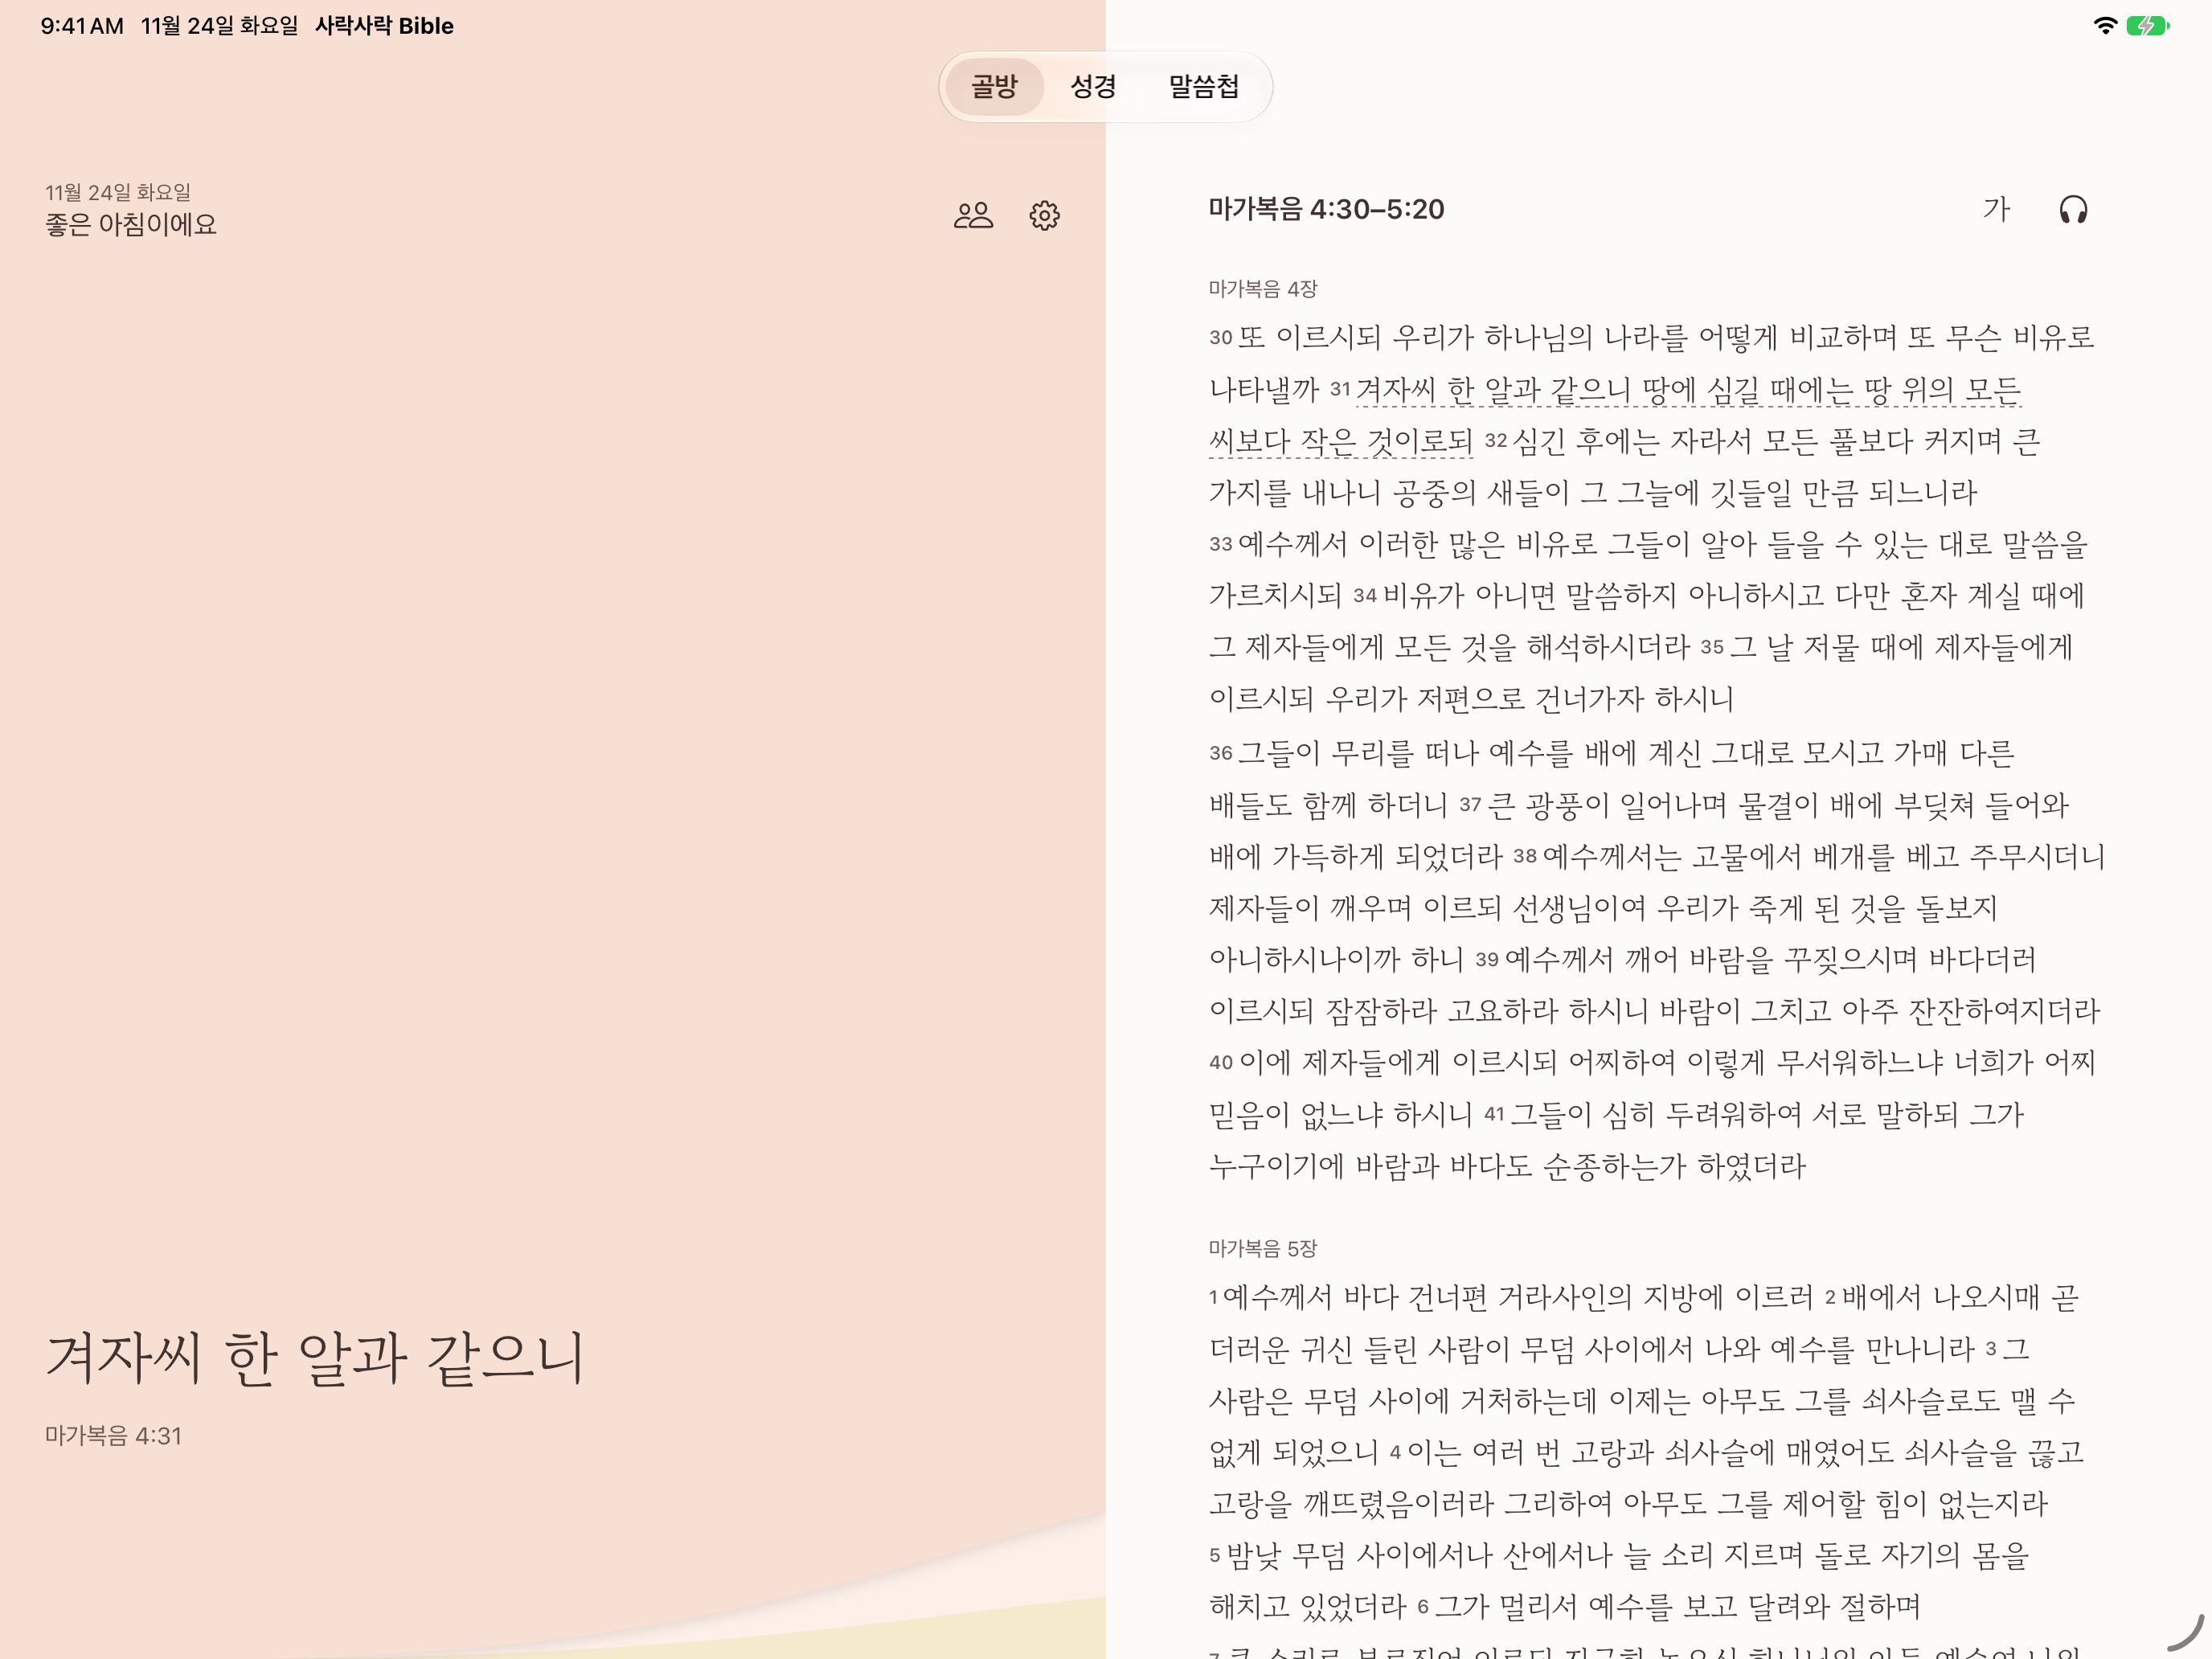 9:41 AM 11월 24일 화요일 사락사락 Bible
골방 성경 말씀첩
11월 24일 화요일
좋은 아침이에요
겨자씨 한 알과 같으니
마가복음 4:31
마가복음 4:30–5:20
가
마가복음 4장
30 또 이르시되 우리가 하나님의 나라를 어떻게 비교하며 또 무슨 비유로
나타낼까 31 겨자씨 한 알과 같으니 땅에 심길 때에는 땅 위의 모든
씨보다 작은 것이로되 32 심긴 후에는 자라서 모든 풀보다 커지며 큰
가지를 내나니 공중의 새들이 그 그늘에 깃들일 만큼 되느니라
33 예수께서 이러한 많은 비유로 그들이 알아 들을 수 있는 대로 말씀을
가르치시되 34 비유가 아니면 말씀하지 아니하시고 다만 혼자 계실 때에
그 제자들에게 모든 것을 해석하시더라 35 그 날 저물 때에 제자들에게
이르시되 우리가 저편으로 건너가자 하시니
36 그들이 무리를 떠나 예수를 배에 계신 그대로 모시고 가매 다른
배들도 함께 하더니 37 큰 광풍이 일어나며 물결이 배에 부딪쳐 들어와
배에 가득하게 되었더라 38 예수께서는 고물에서 베개를 베고 주무시더니
제자들이 깨우며 이르되 선생님이여 우리가 죽게 된 것을 돌보지
아니하시나이까 하니 39 예수께서 깨어 바람을 꾸짖으시며 바다더러
이르시되 잠잠하라 고요하라 하시니 바람이 그치고 아주 잔잔하여지더라
40 이에 제자들에게 이르시되 어찌하여 이렇게 무서워하느냐 너희가 어찌
믿음이 없느냐 하시니 41 그들이 심히 두려워하여 서로 말하되 그가
누구이기에 바람과 바다도 순종하는가 하였더라
마가복음 5장
1 예수께서 바다 건너편 거라사인의 지방에 이르러 2 배에서 나오시매 곧
더러운 귀신 들린 사람이 무덤 사이에서 나와 예수를 만나니라 3 그
사람은 무덤 사이에 거처하는데 이제는 아무도 그를 쇠사슬로도 맬 수
없게 되었으니 4 이는 여러 번 고랑과 쇠사슬에 매였어도 쇠사슬을 끊고
고랑을 깨뜨렸음이러라 그리하여 아무도 그를 제어할 힘이 없는지라
5 밤낮 무덤 사이에서나 산에서나 늘 소리 지르며 돌로 자기의 몸을
해치고 있었더라 6 그가 멀리서 예수를 보고 달려와 절하며